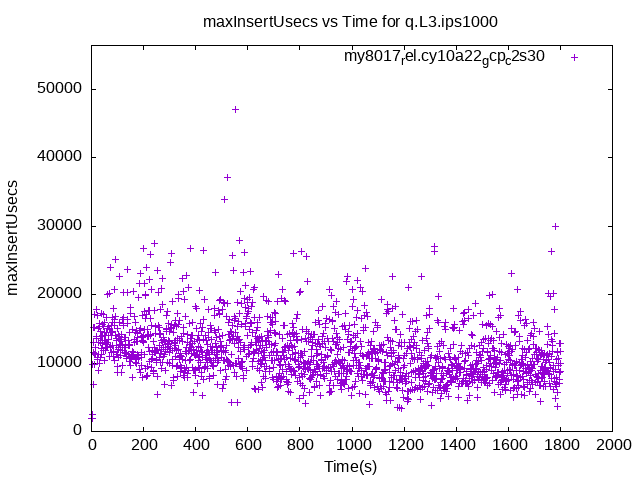 maxInsertUsecs vs Time for q.L3.ips1000
my8017rel.cy10a22gcpc2s30
50000
40000
30000
20000
10000
0
maxInsertUsecs
0 200 400 600 800 1000 1200 1400 1600 1800 2000
Time(s)